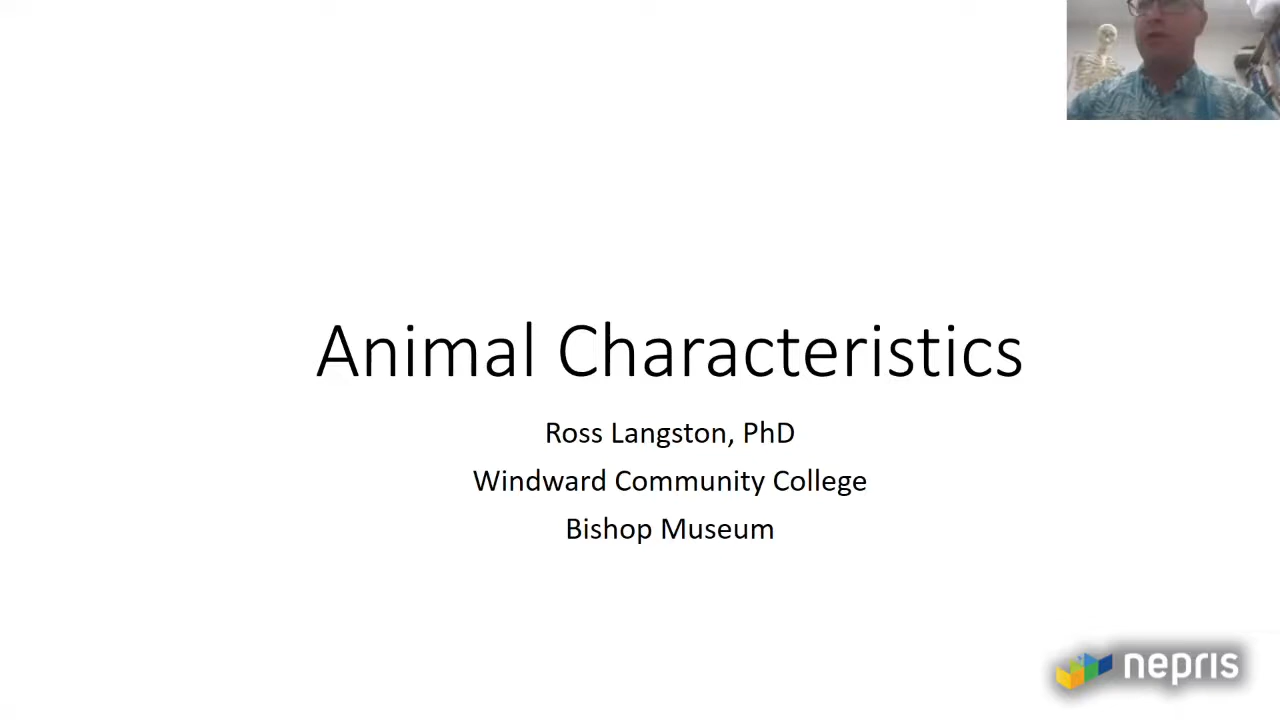 Animal Characteristics
Ross Langston, PhD
Windward Community College
Bishop Museum
nepris